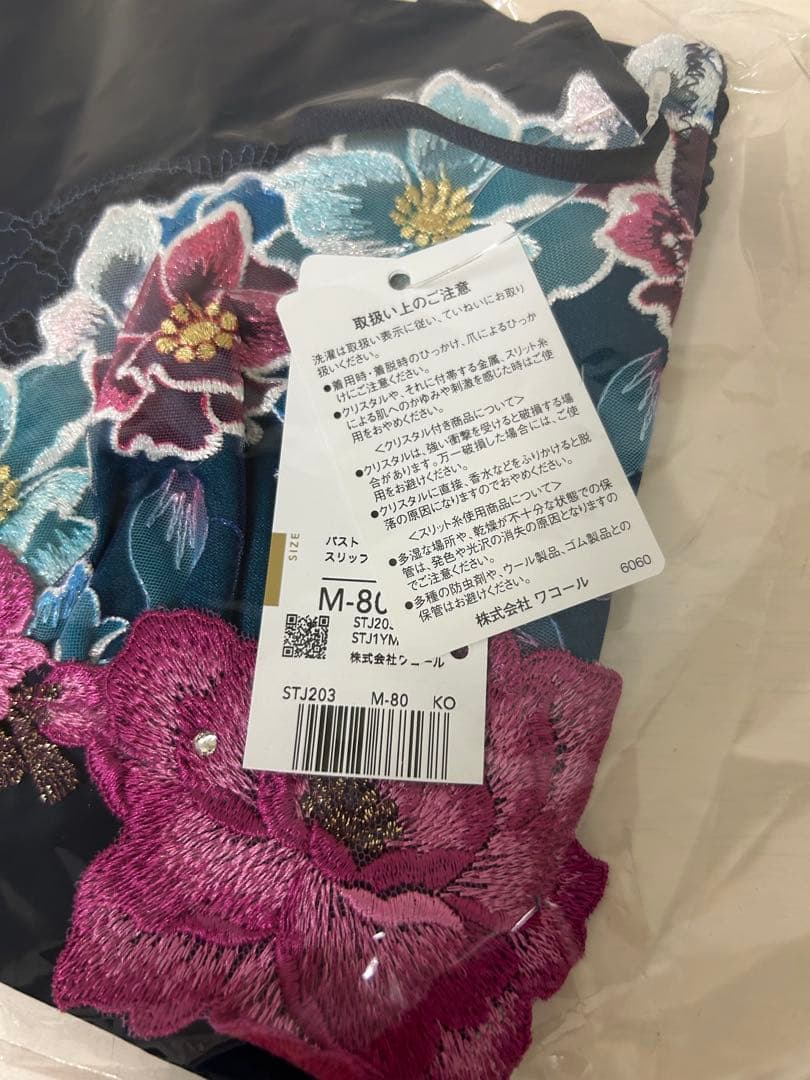 取扱い上のご注意
洗濯は取扱い表示に従い、ていねいにお取り
扱いください。
●着用時・着脱時のひっかけ、爪によるひっか
けにご注意ください。
●クリスタルや、それに付帯する金属、スリット糸
による肌へのかゆみや刺激を感じた時はご使
用をおやめください。
<クリスタル付き商品について>
●クリスタルは、強い衝撃を受けると破損する場
合があります。万一破損した場合には、ご使
用をお避けください。
●クリスタルに直接、香水などをふりかけると脱
落の原因になりますのでおやめください。
<スリット糸使用商品について>
●多湿な場所や、乾燥が不十分な状態での保
管は、発色や光沢の消失の原因となりますの
でご注意ください。
●多種の防虫剤や、ウール製品、ゴム製品との
保管はお避けください。
株式会社 ワコール
6060
SIZE
バスト
スリップ
M-80
STJ203
STJ1YM
株式会社ワコール
STJ203 M-80 KO